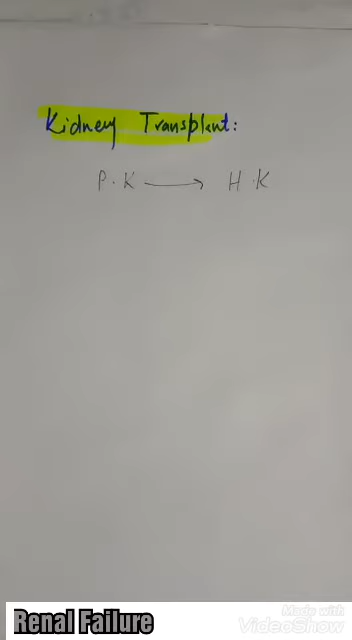 Kidney Transplant:
P.K → H.K
Renal Failure
Made with
VideoShow